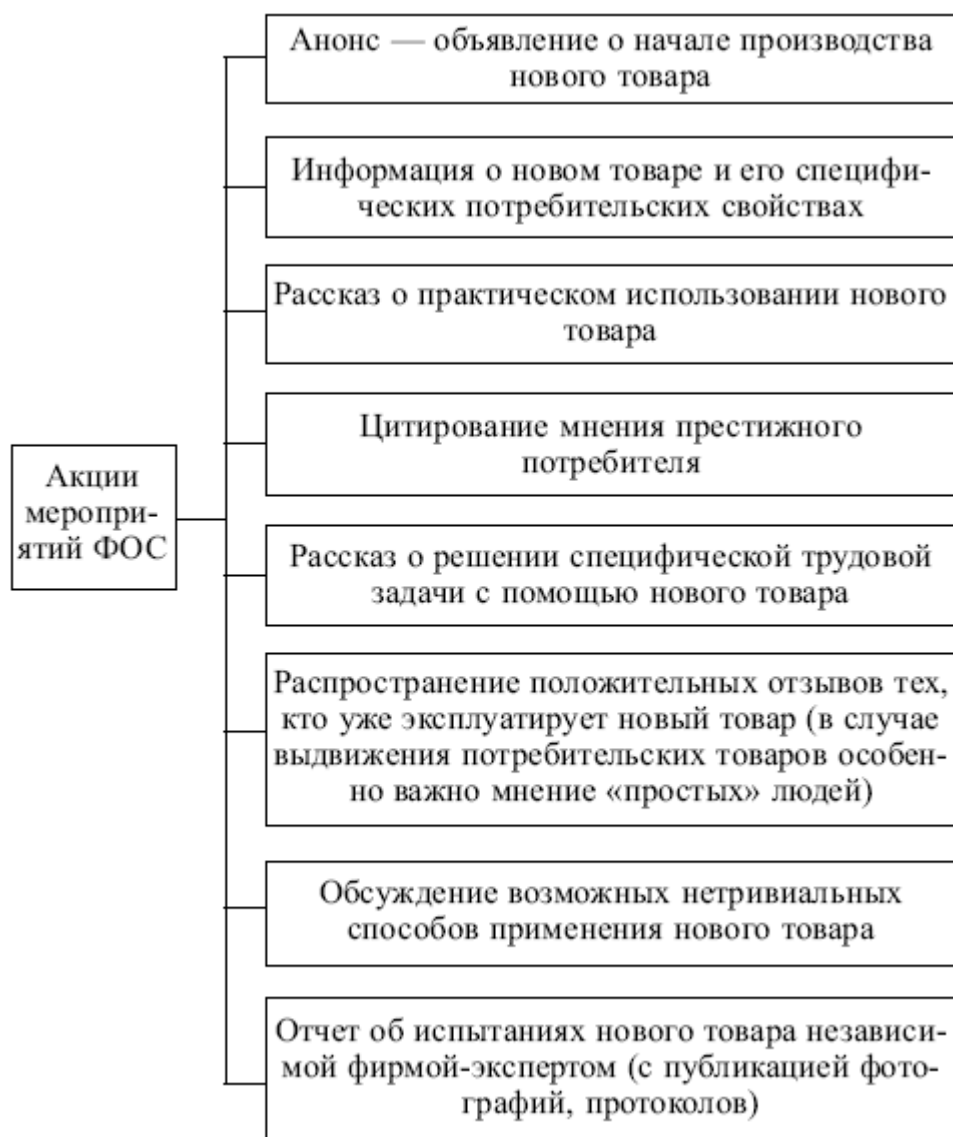 Анонс — объявление о начале производства
нового товара
Информация о новом товаре и его специфи-
ческих потребительских свойствах
Рассказ о практическом использовании нового
товара
Цитирование мнения престижного
потребителя
Акции
меропри-
ятий ФОС
Рассказ о решении специфической трудовой
задачи с помощью нового товара
Распространение положительных отзывов тех,
кто уже эксплуатирует новый товар (в случае
выдвижения потребительских товаров особен-
но важно мнение «простых» людей)
Обсуждение возможных нетривиальных
способов применения нового товара
Отчет об испытаниях нового товара независи-
мой фирмой-экспертом (с публикацией фото-
графий, протоколов)